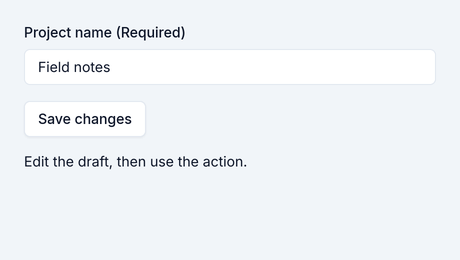 Project name (Required)
Field notes
Save changes
Edit the draft, then use the action.